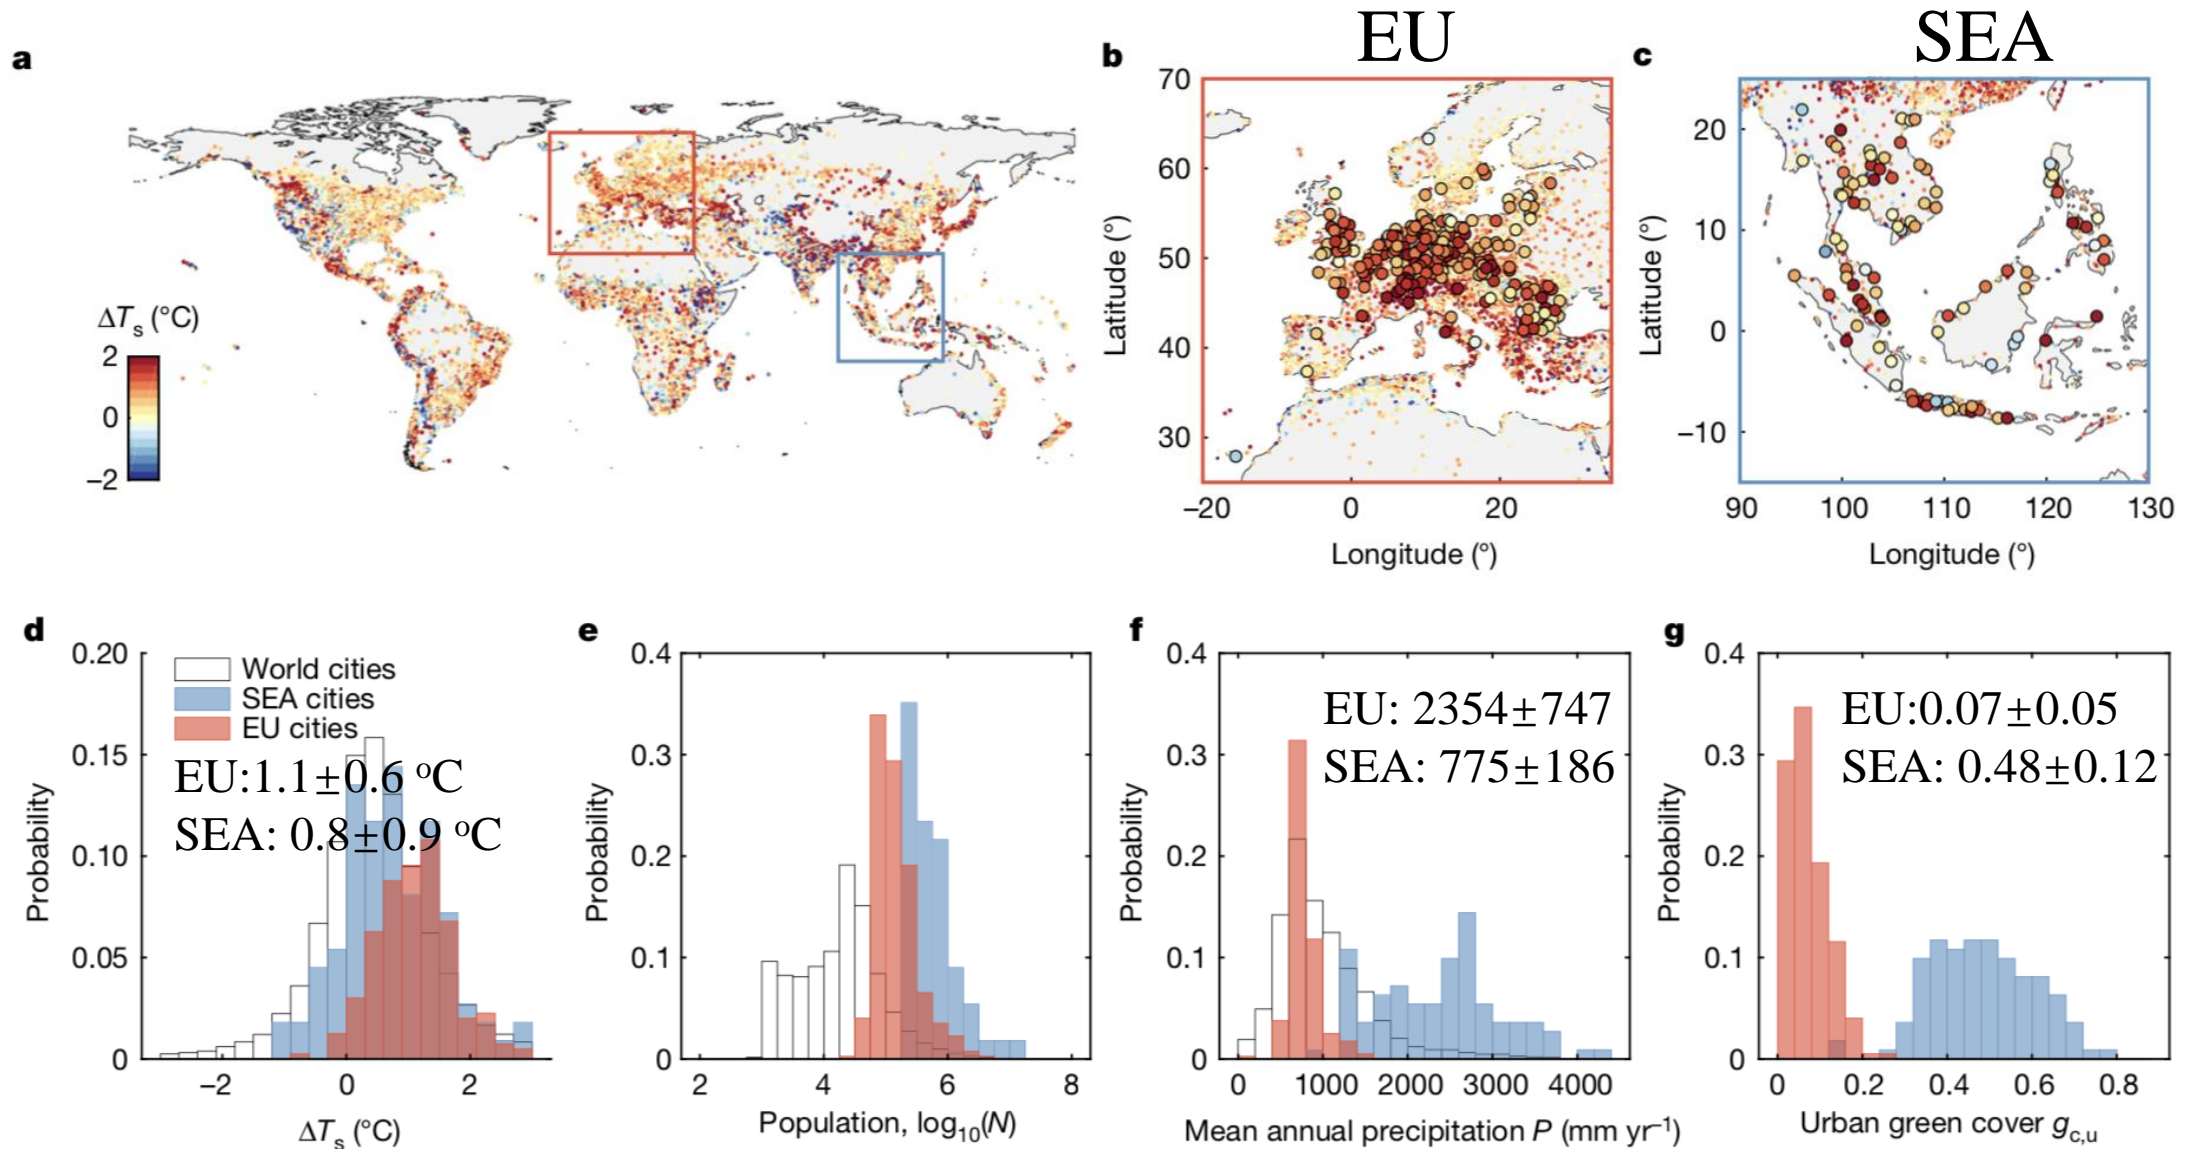 a
ΔTs (°C)
2
0
−2
b
EU
70
60
50
40
30
Latitude (°)
−20
0
20
Longitude (°)
c
SEA
20
10
0
−10
Latitude (°)
90
100
110
120
130
Longitude (°)
d
0.20
0.15
0.10
0.05
0
Probability
World cities
SEA cities
EU cities
EU:1.1±0.6 oC
SEA: 0.8±0.9 oC
−2
0
2
ΔTs (°C)
e
0.4
0.3
0.2
0.1
0
Probability
2
4
6
8
Population, log10(N)
f
0.4
0.3
0.2
0.1
0
Probability
EU: 2354±747
SEA: 775±186
0
1000
2000
3000
4000
Mean annual precipitation P (mm yr−1)
g
0.4
0.3
0.2
0.1
0
Probability
EU:0.07±0.05
SEA: 0.48±0.12
0
0.2
0.4
0.6
0.8
Urban green cover gc,u